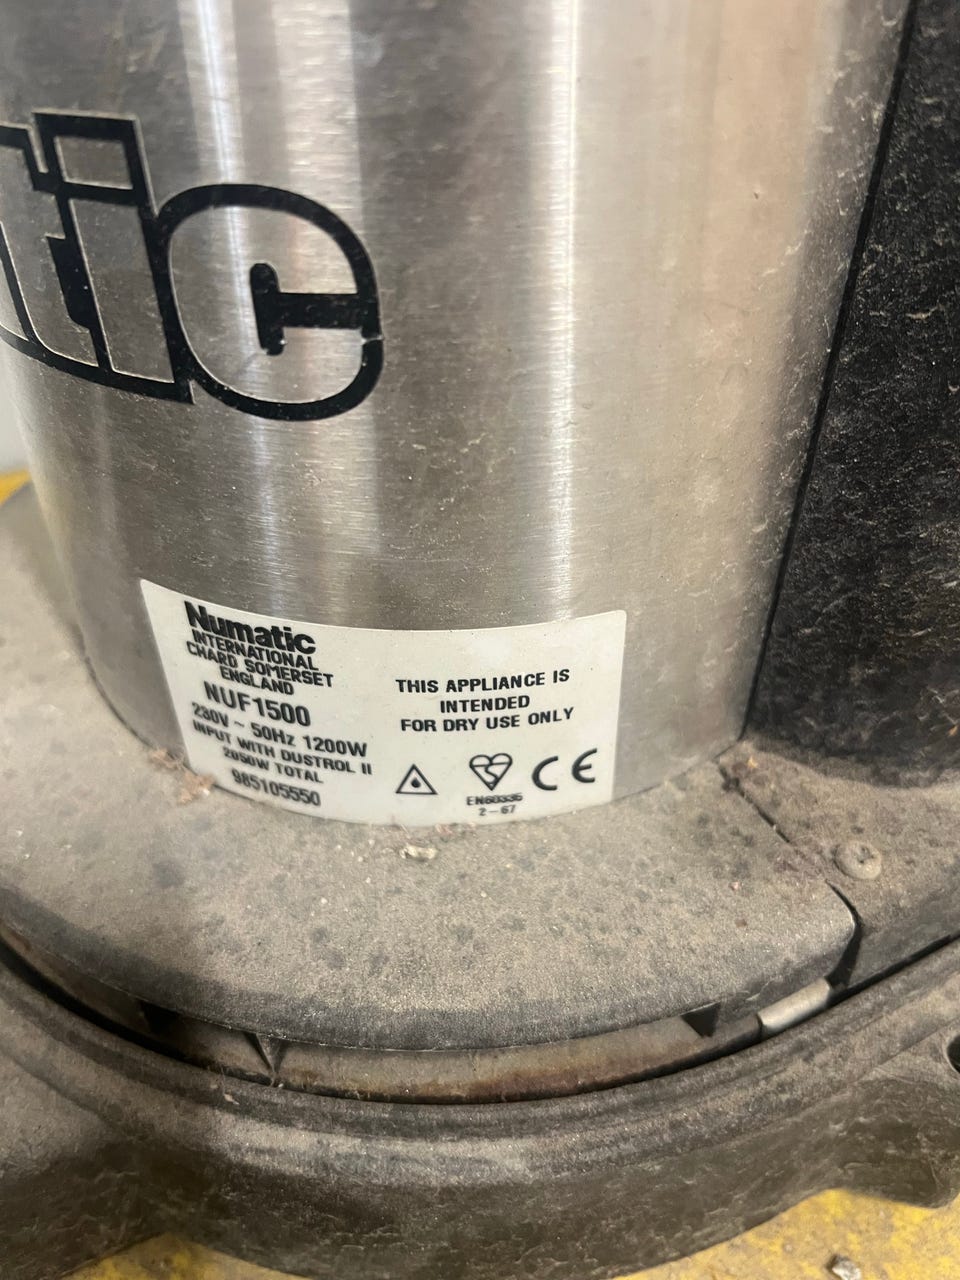 tic
Numatic
INTERNATIONAL
CHARD SOMERSET
ENGLAND
NUF1500
230V ~ 50Hz 1200W
INPUT WITH DUSTROL II
2050W TOTAL
985105550
THIS APPLIANCE IS
INTENDED
FOR DRY USE ONLY
CE
EN60335
2-67